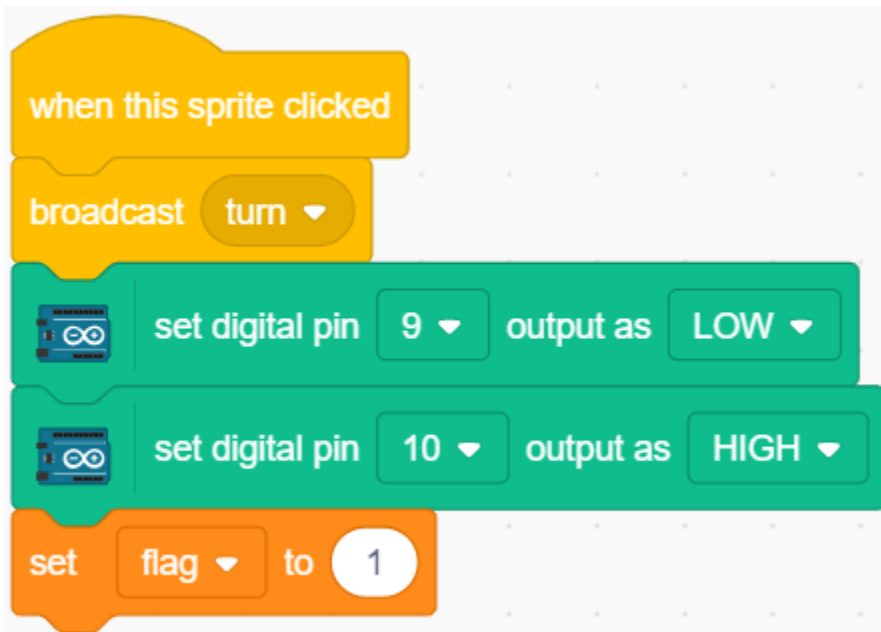 when this sprite clicked
broadcast turn
set digital pin 9 output as LOW
set digital pin 10 output as HIGH
set flag to 1